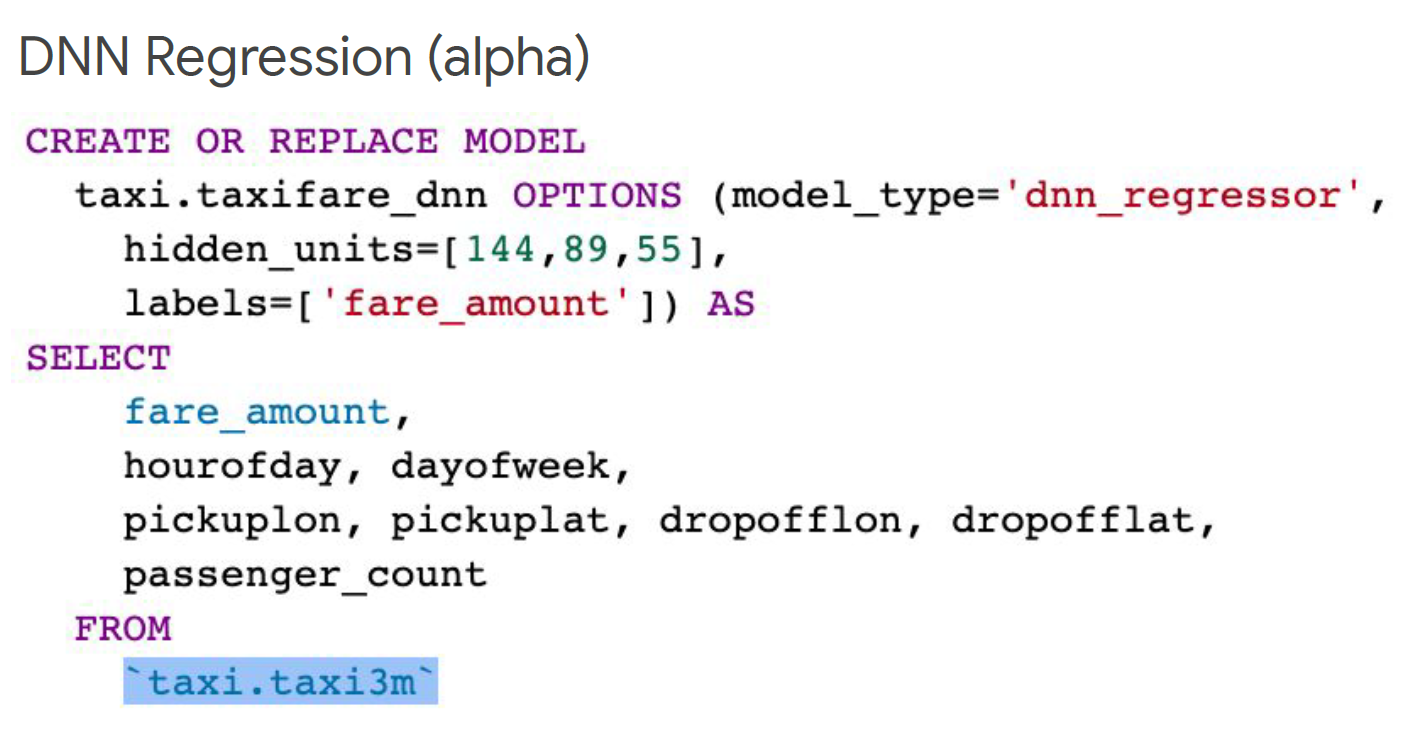 DNN Regression (alpha)
CREATE OR REPLACE MODEL
taxi.taxifare_dnn OPTIONS (model_type='dnn_regressor',
hidden_units=[144,89,55],
labels=['fare_amount']) AS
SELECT
fare_amount,
hourofday, dayofweek,
pickuplon, pickuplat, dropofflon, dropofflat,
passenger_count
FROM
`taxi.taxi3m`